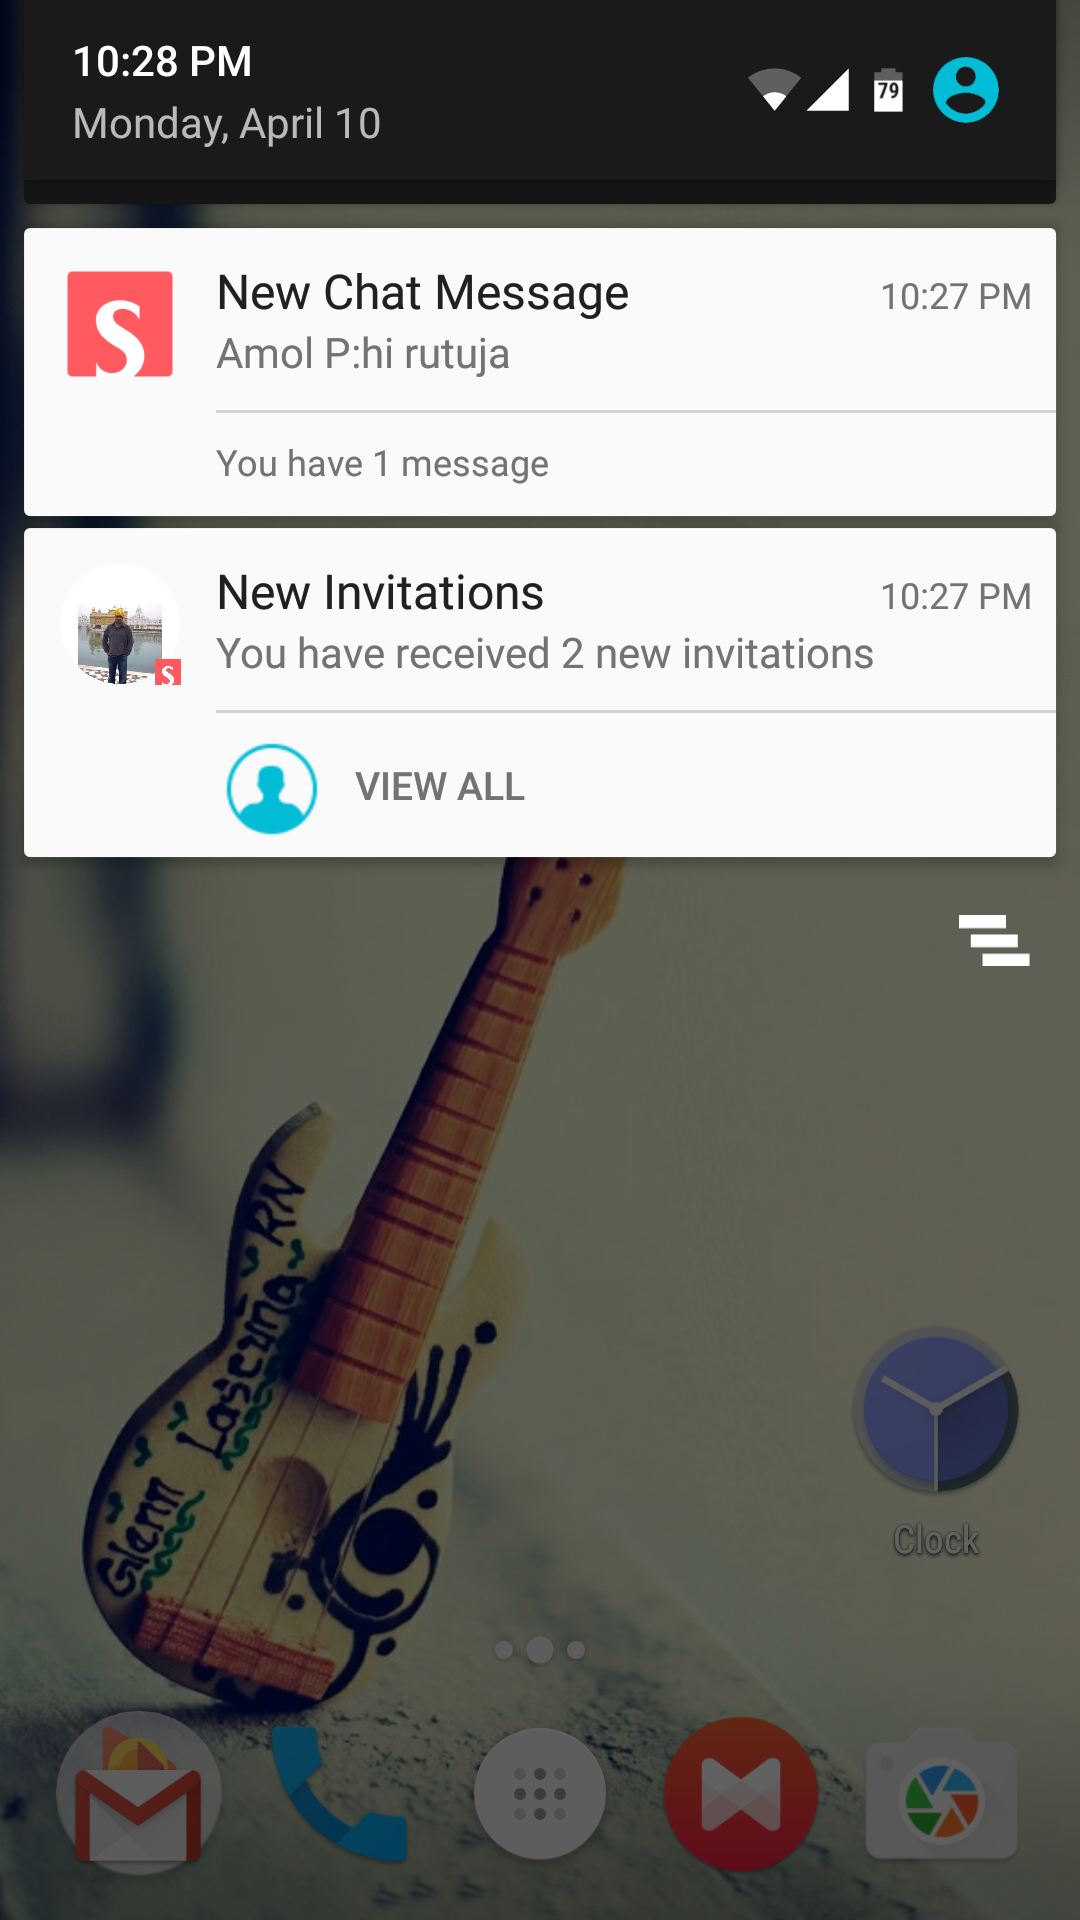 10:28 PM
Monday, April 10
79
S
New Chat Message
10:27 PM
Amol P:hi rutuja
You have 1 message
New Invitations
10:27 PM
You have received 2 new invitations
S
VIEW ALL
RN
Lascuña
Glenn
Clock